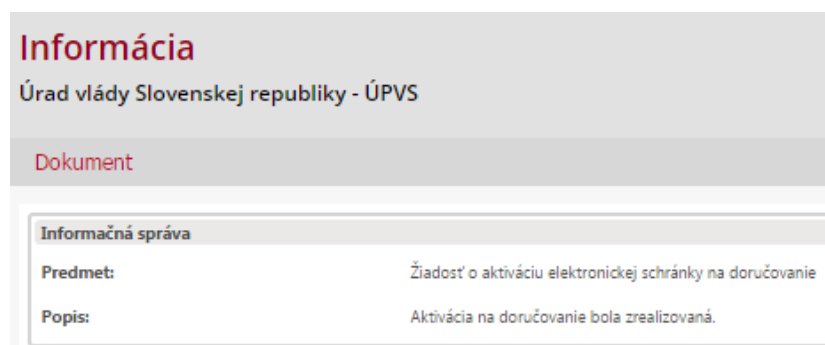 Informácia
Úrad vlády Slovenskej republiky - ÚPVS
Dokument
Informačná správa
Predmet: Žiadosť o aktiváciu elektronickej schránky na doručovanie
Popis: Aktivácia na doručovanie bola zrealizovaná.